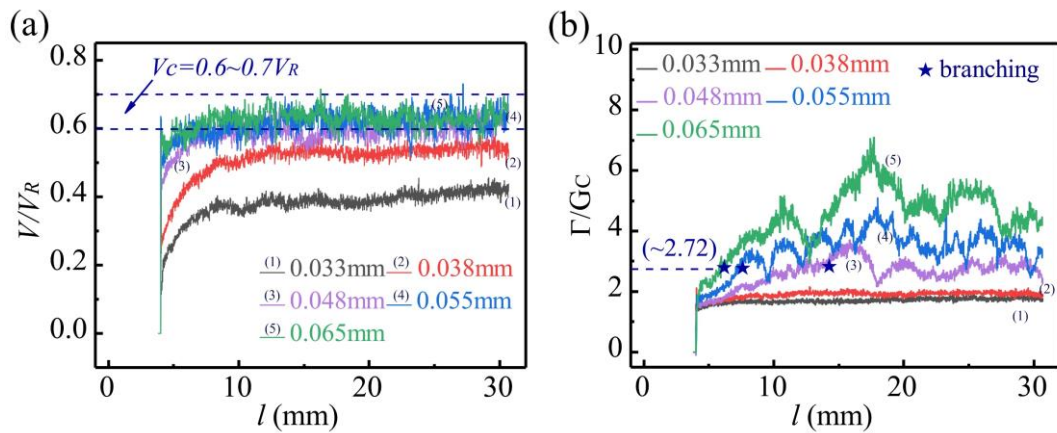 (a)
0.8
0.6
0.4
0.2
0.0
V/V_R
Vc=0.6~0.7V_R
(5)
(4)
(3)
(2)
(1)
(1) 0.033mm (2) 0.038mm
(3) 0.048mm (4) 0.055mm
(5) 0.065mm
0 10 20 30
l (mm)
(b)
10
8
6
4
2
0
Γ/G_C
0.033mm 0.038mm ★ branching
0.048mm 0.055mm
0.065mm
(5)
(~2.72)
(4)
(3)
(2)
(1)
0 10 20 30
l (mm)